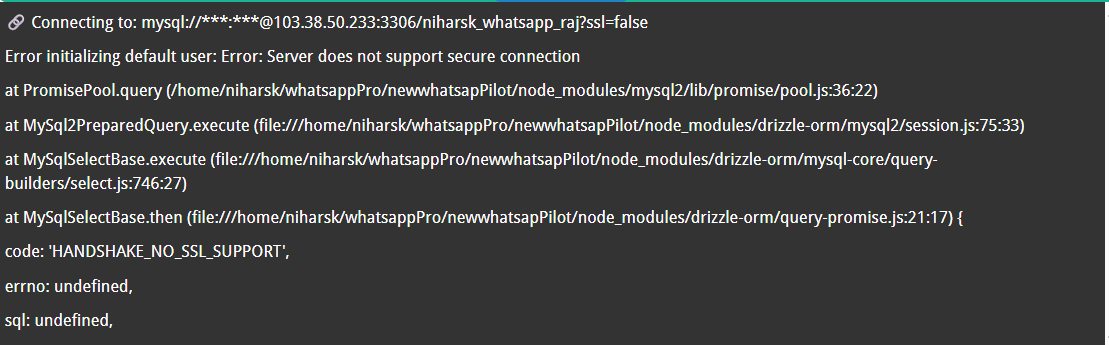 🔗 Connecting to: mysql://***:***@103.38.50.233:3306/niharsk_whatsapp_raj?ssl=false
Error initializing default user: Error: Server does not support secure connection
at PromisePool.query (/home/niharsk/whatsappPro/newwhatsapPilot/node_modules/mysql2/lib/promise/pool.js:36:22)
at MySql2PreparedQuery.execute (file:///home/niharsk/whatsappPro/newwhatsapPilot/node_modules/drizzle-orm/mysql2/session.js:75:33)
at MySqlSelectBase.execute (file:///home/niharsk/whatsappPro/newwhatsapPilot/node_modules/drizzle-orm/mysql-core/query-
builders/select.js:746:27)
at MySqlSelectBase.then (file:///home/niharsk/whatsappPro/newwhatsapPilot/node_modules/drizzle-orm/query-promise.js:21:17) {
code: 'HANDSHAKE_NO_SSL_SUPPORT',
errno: undefined,
sql: undefined,